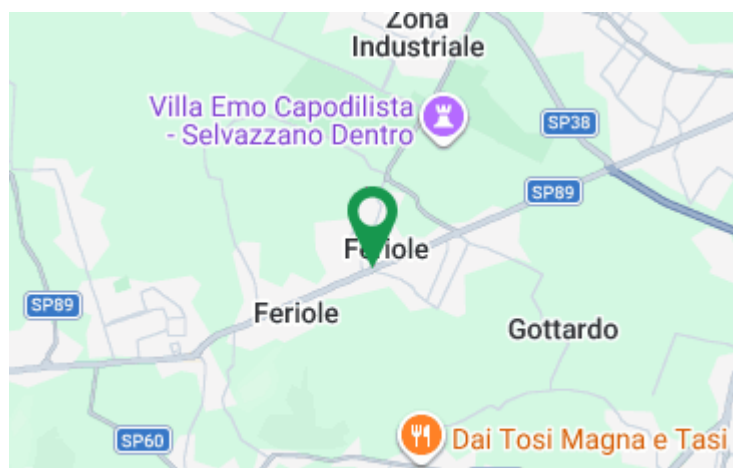 Zona
Industriale
Villa Emo Capodilista
- Selvazzano Dentro
SP38
SP89
Feriole
SP89
Feriole
Gottardo
SP60
Dai Tosi Magna e Tasi